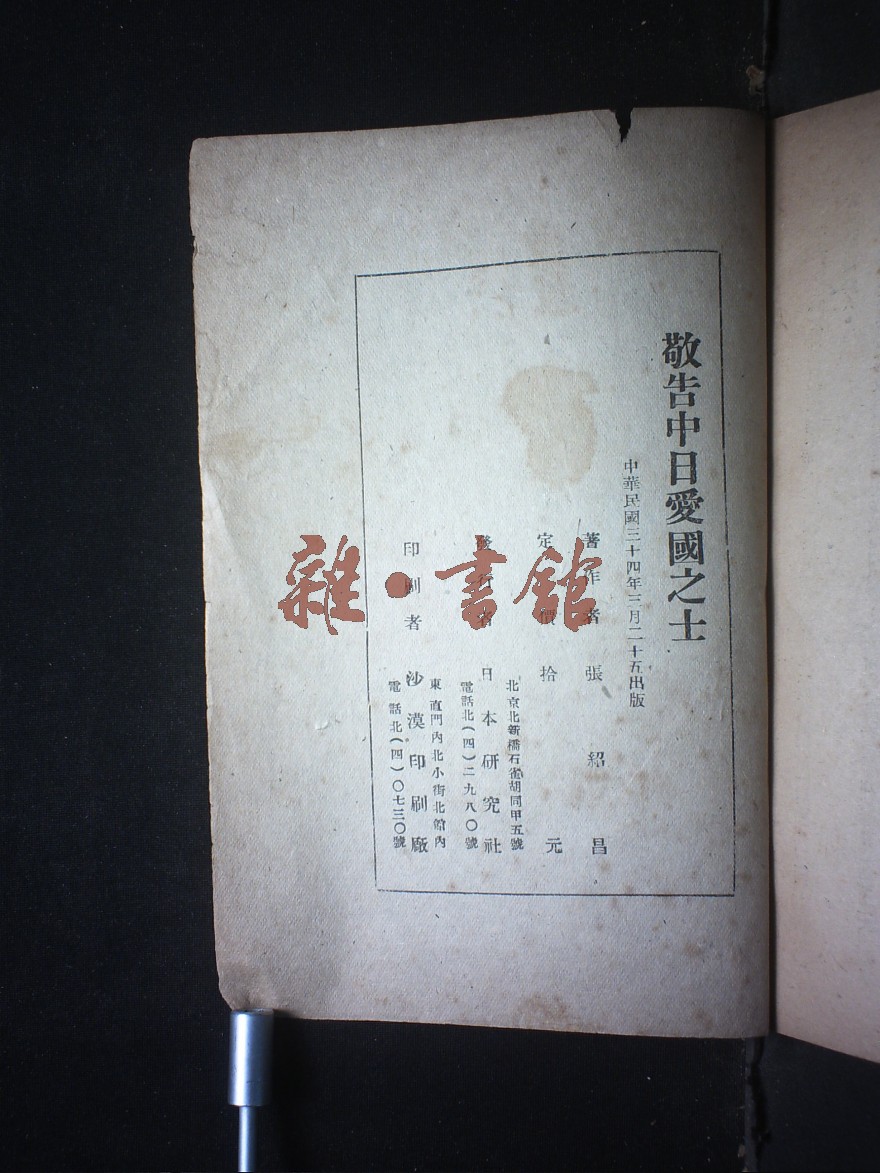 敬告中日愛國之士
中華民國三十四年三月二十五出版
著作者 張紹昌
定價 拾元
北京北新橋石雀胡同甲五號
發行者 日本研究社
電話北(四)二九八〇號
東直門內北小街北館內
印刷者 沙漠印刷廠
電話北(四)〇七三〇號
雜·書館